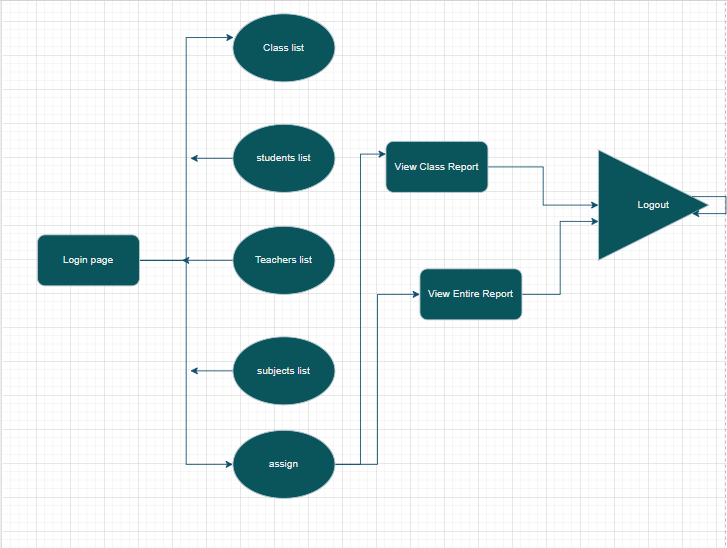 Class list
students list
View Class Report
Logout
Login page
Teachers list
View Entire Report
subjects list
assign